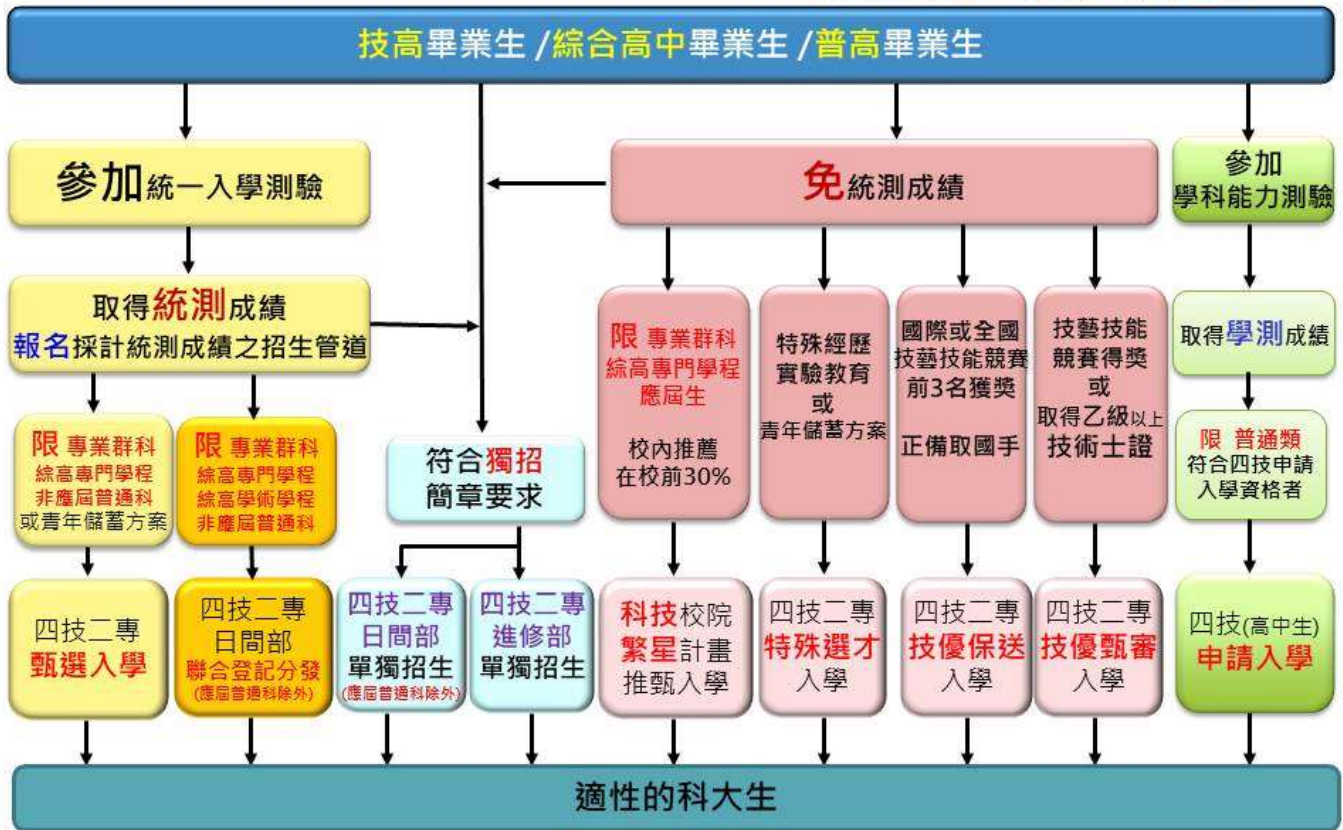 技高畢業生 /綜合高中畢業生 /普高畢業生
參加統一入學測驗
免統測成績
參加
學科能力測驗
取得統測成績
報名採計統測成績之招生管道
限 專業群科
綜高專門學程
應屆生
校內推薦
在校前30%
特殊經歷
實驗教育
或
青年儲蓄方案
國際或全國
技藝技能競賽
前3名獲獎
正備取國手
技藝技能
競賽得獎
或
取得乙級以上
技術士證
取得學測成績
限 專業群科
綜高專門學程
非應屆普通科
或青年儲蓄方案
限 專業群科
綜高專門學程
綜高學術學程
非應屆普通科
符合獨招
簡章要求
限 普通類
符合四技申請
入學資格者
四技二專
甄選入學
四技二專
日間部
聯合登記分發
(應屆普通科除外)
四技二專
日間部
單獨招生
(應屆普通科除外)
四技二專
進修部
單獨招生
科技校院
繁星計畫
推甄入學
四技二專
特殊選才
入學
四技二專
技優保送
入學
四技二專
技優甄審
入學
四技(高中生)
申請入學
適性的科大生